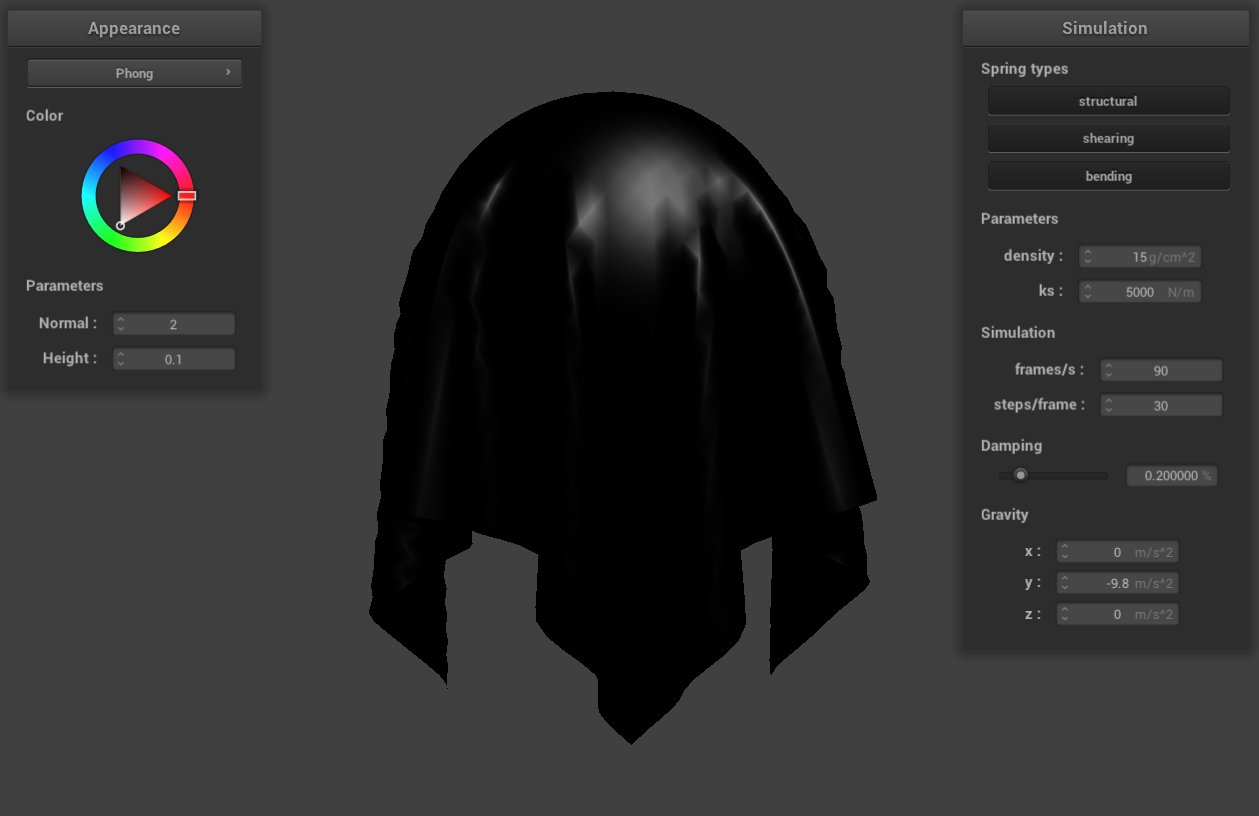 Appearance
Phong
Color
Parameters
Normal : 2
Height : 0.1
Simulation
Spring types
structural
shearing
bending
Parameters
density : 15 g/cm^2
ks : 5000 N/m
Simulation
frames/s : 90
steps/frame : 30
Damping
0.200000 %
Gravity
x : 0 m/s^2
y : -9.8 m/s^2
z : 0 m/s^2